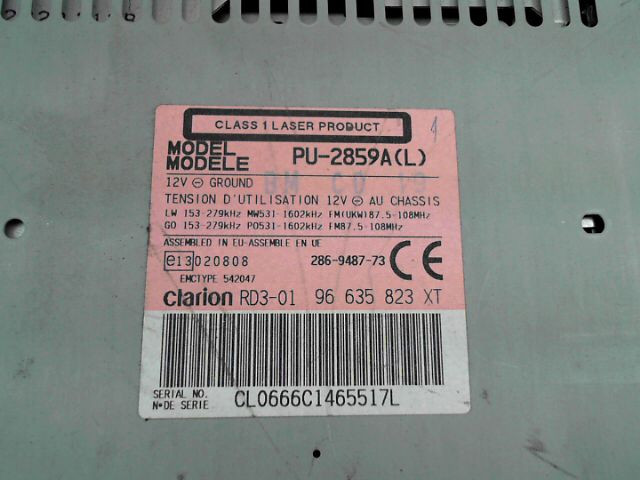 CLASS 1 LASER PRODUCT
MODEL
MODELE
PU-2859A(L)
12V ⊖ GROUND
TENSION D'UTILISATION 12V ⊖ AU CHASSIS
LW 153-279kHz MW531-1602kHz FM(UKW)87.5-108MHz
GO 153-279kHz PO531-1602kHz FM87.5-108MHz
ASSEMBLED IN EU-ASSEMBLE EN UE
e13 020808 286-9487-73 CE
EMCTYPE 542047
clarion RD3-01 96 635 823 XT
SERIAL NO.
N•DE SERIE
CL0666C1465517L